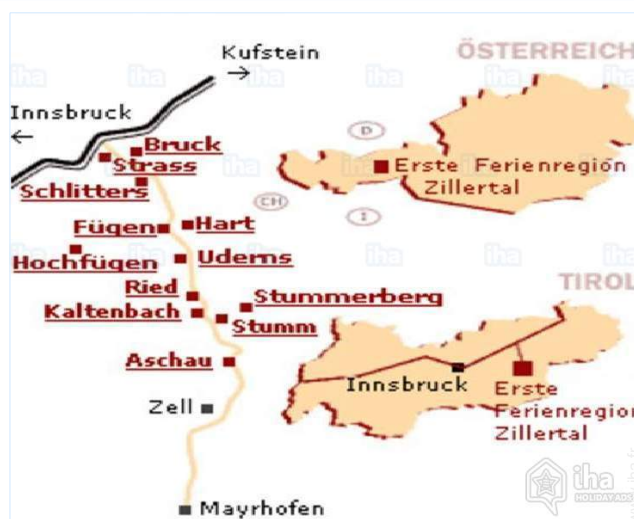 Kufstein
→
ÖSTERREICH
Innsbruck
←
Bruck
Strass
Schlitters
D
Erste Ferienregion
Zillertal
CH
I
Fügen
Hart
Hochfügen
Uderns
TIROL
Ried
Stummerberg
Kaltenbach
Stumm
Aschau
Innsbruck
Erste
Ferienregion
Zillertal
Zell
Mayrhofen
iha
HOLIDAY ADS